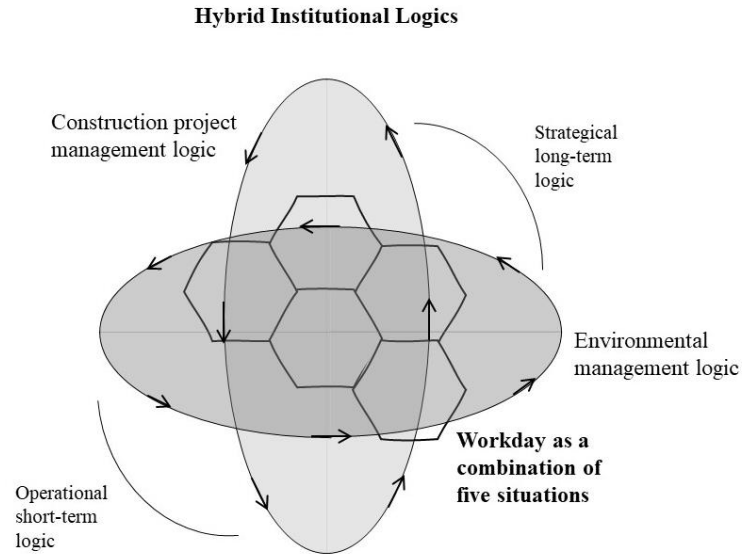 Hybrid Institutional Logics
Construction project
management logic
Strategical
long-term
logic
Environmental
management logic
Workday as a
combination of
five situations
Operational
short-term
logic